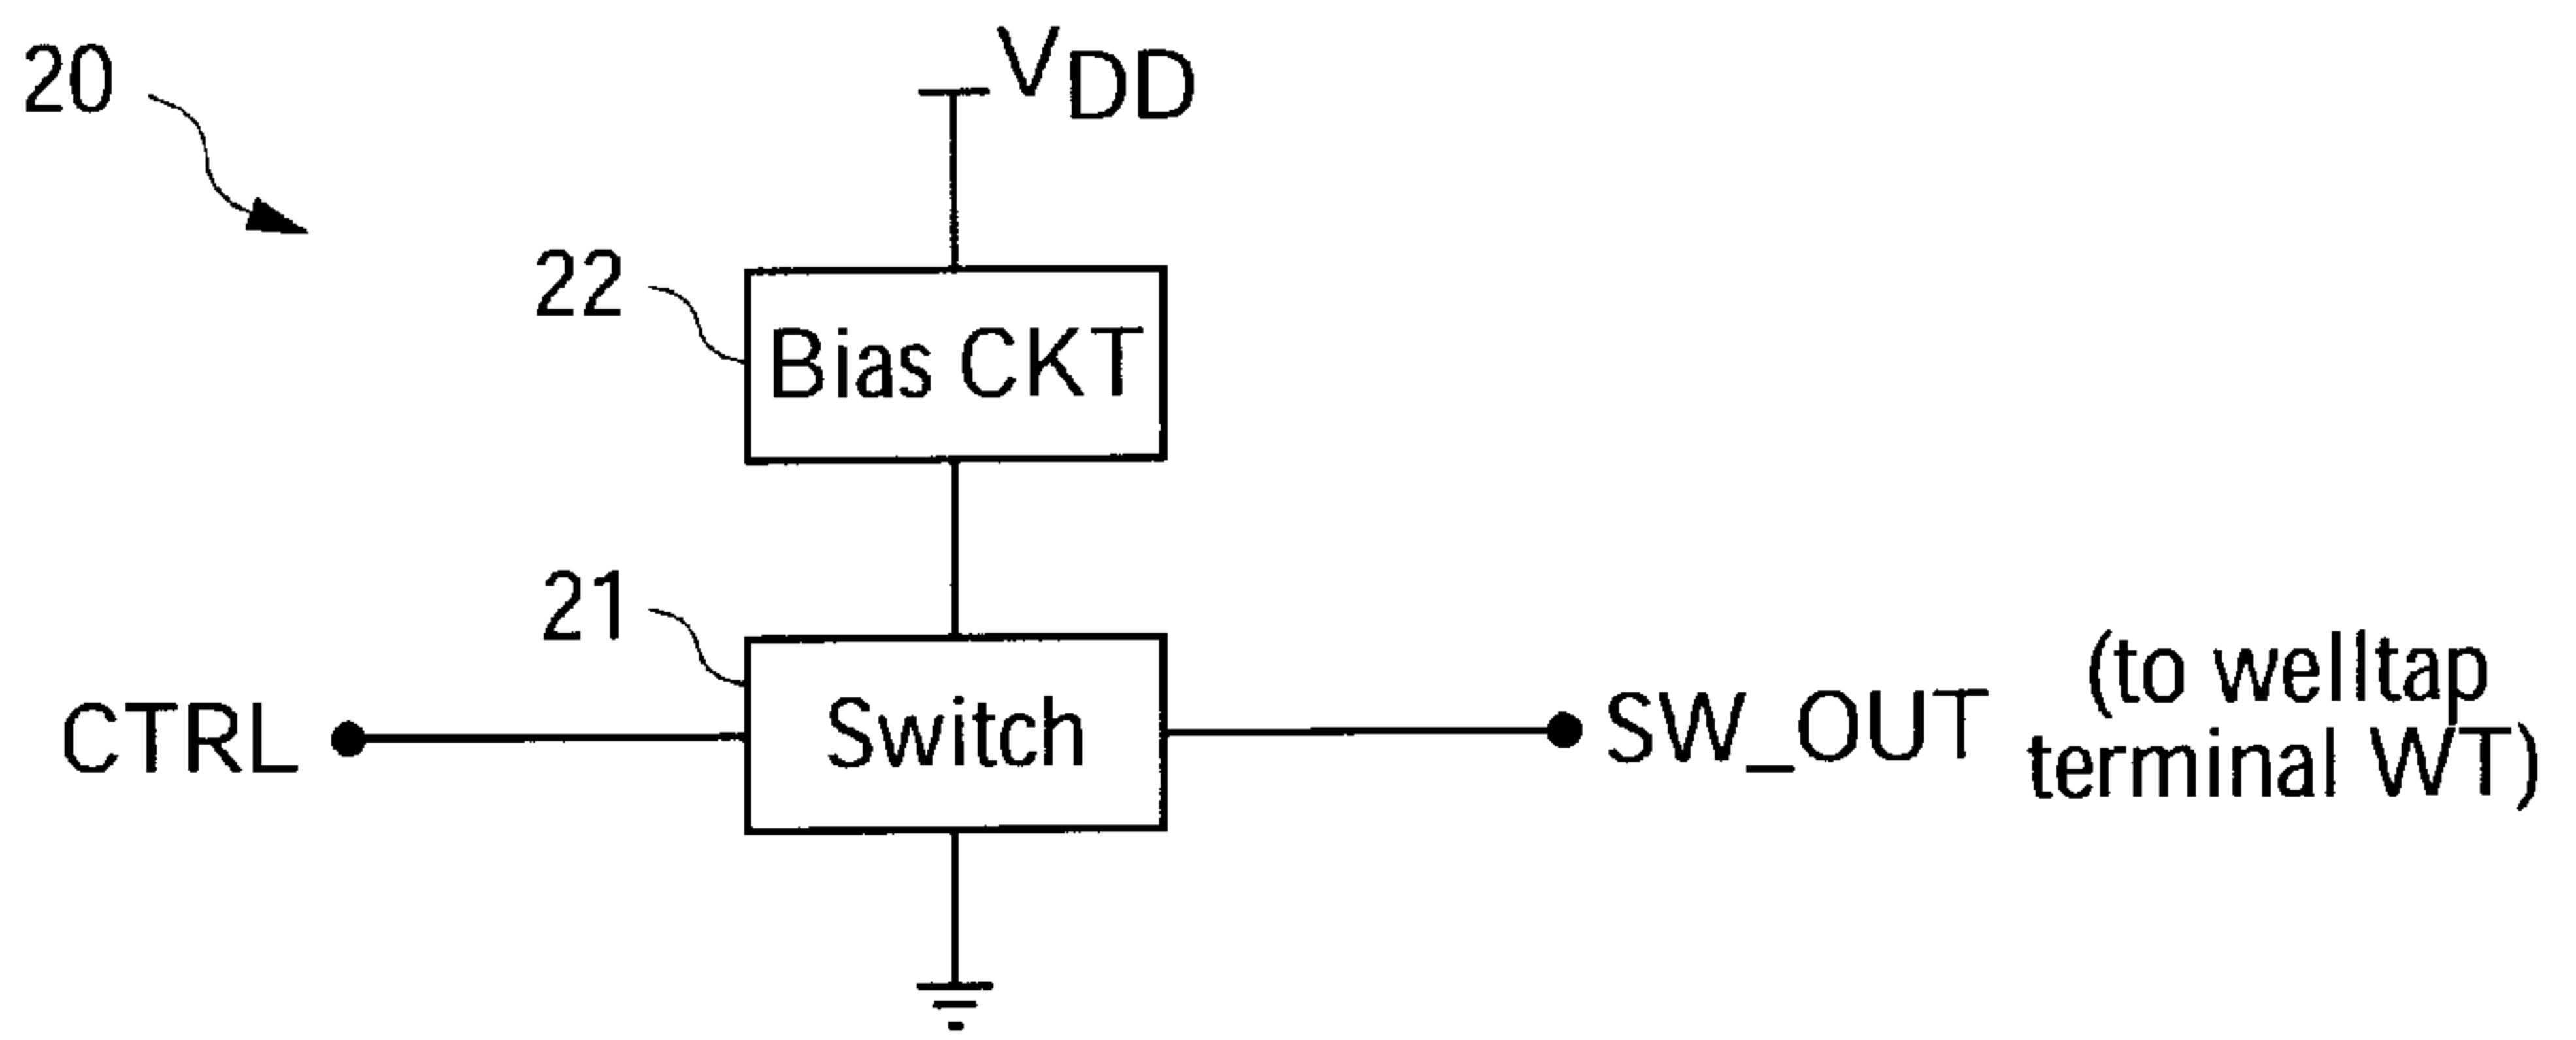 20
VDD
22
Bias CKT
21
CTRL
Switch
SW_OUT
(to welltap
terminal WT)